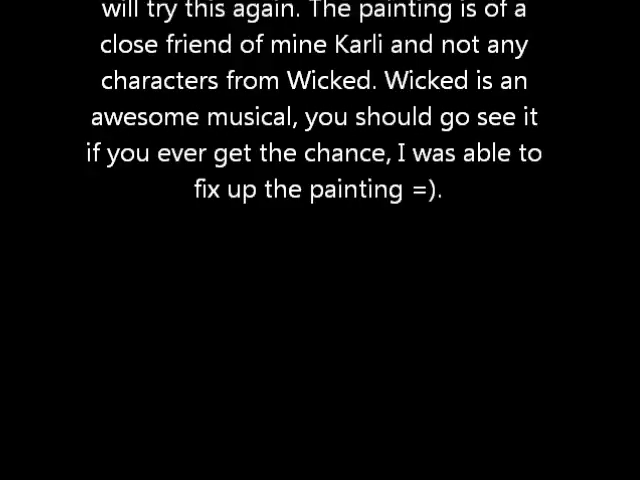 will try this again. The painting is of a
close friend of mine Karli and not any
characters from Wicked. Wicked is an
awesome musical, you should go see it
if you ever get the chance, I was able to
fix up the painting =).